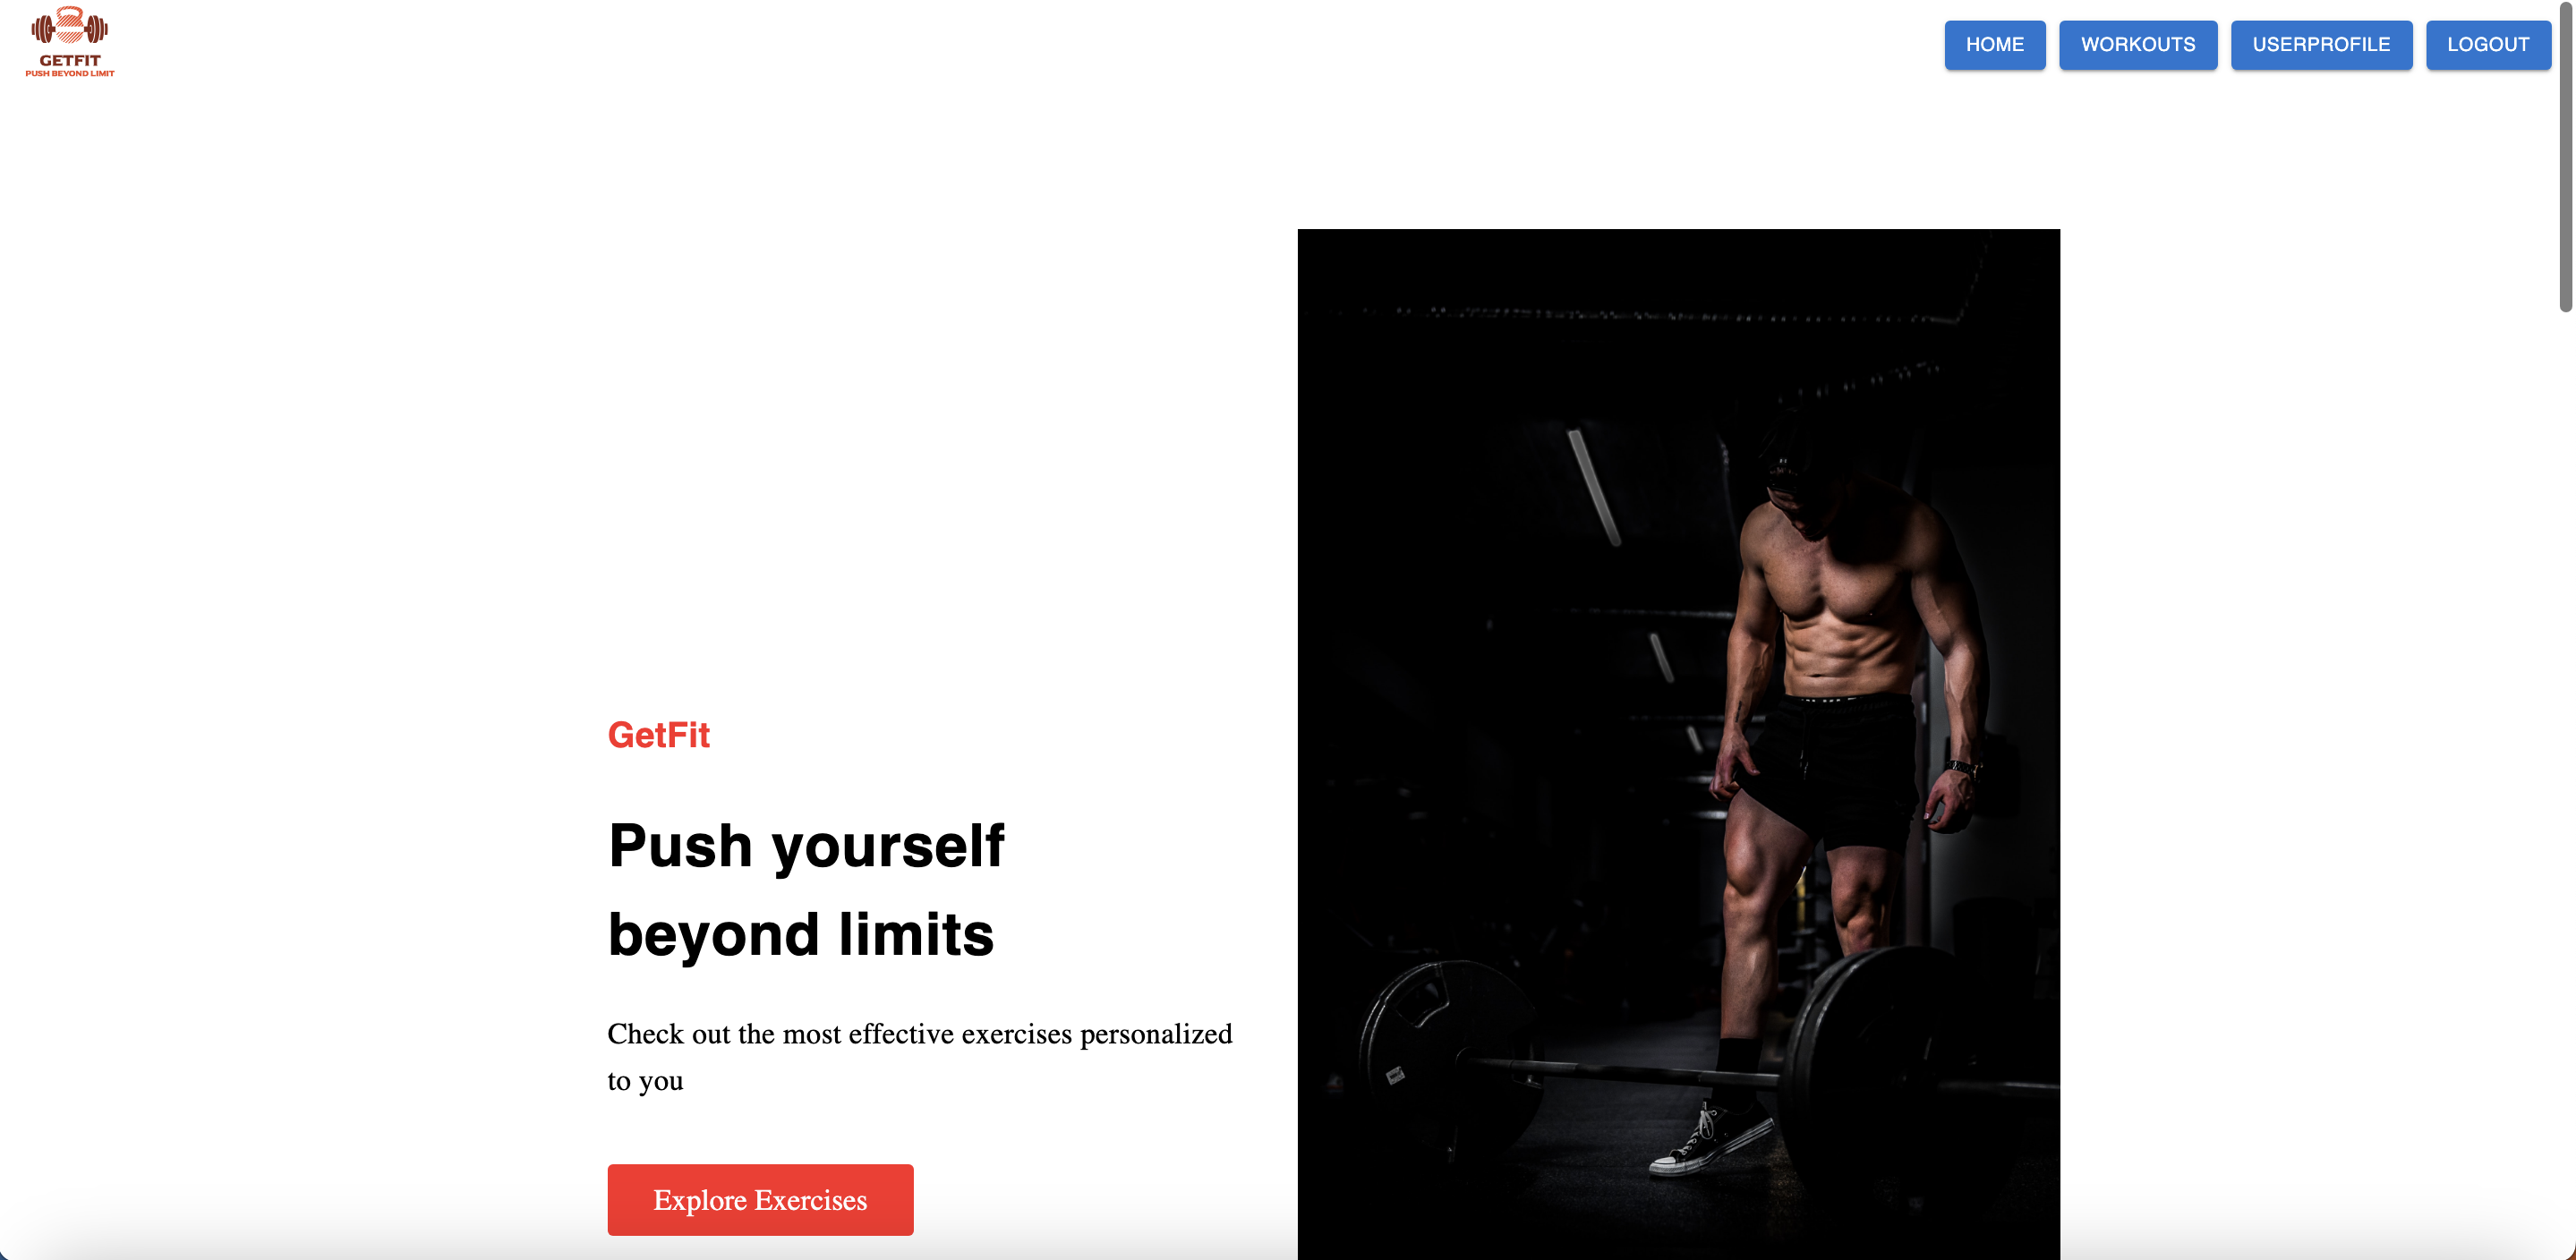 GETFIT
PUSH BEYOND LIMIT
HOME WORKOUTS USERPROFILE LOGOUT
GetFit
Push yourself
beyond limits
Check out the most effective exercises personalized
to you
Explore Exercises